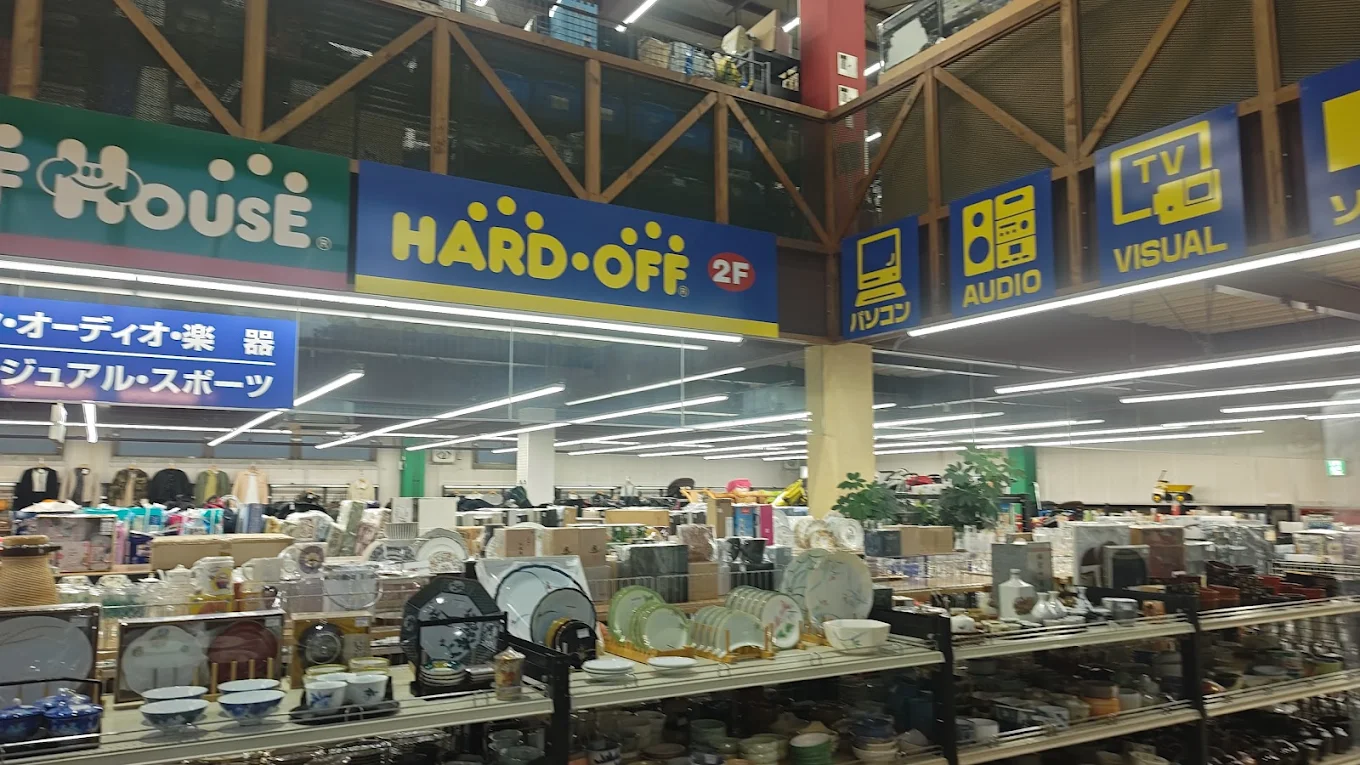 HOUSE®
HARD·OFF® 2F
パソコン
AUDIO
TV
VISUAL
ソ
・オーディオ・楽 器
ジュアル・スポーツ